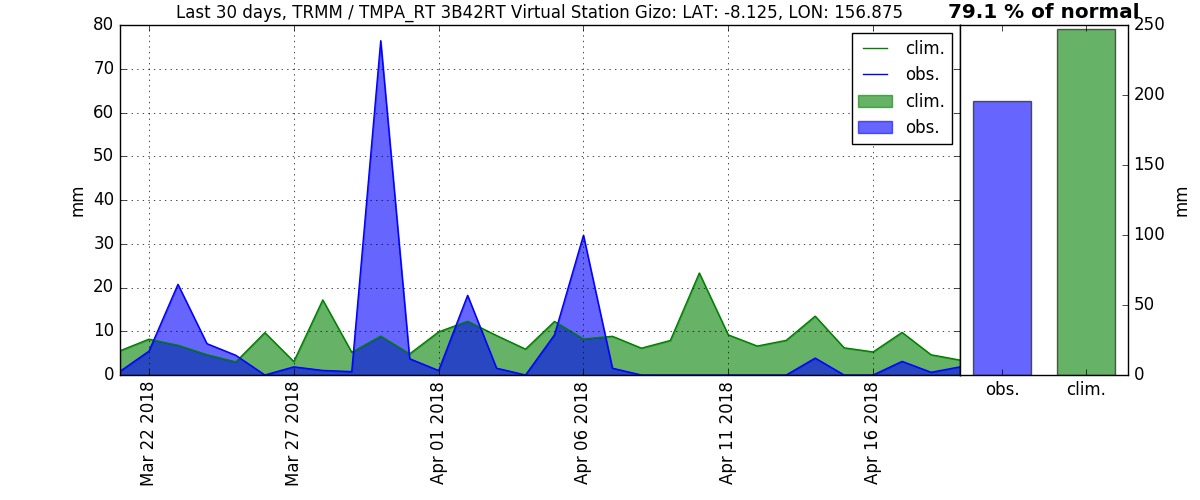 Last 30 days, TRMM / TMPA_RT 3B42RT Virtual Station Gizo: LAT: -8.125, LON: 156.875
79.1 % of normal
80
70
60
50
40
30
20
10
0
mm
clim.
obs.
clim.
obs.
250
200
150
100
50
0
mm
obs.
clim.
Mar 22 2018
Mar 27 2018
Apr 01 2018
Apr 06 2018
Apr 11 2018
Apr 16 2018